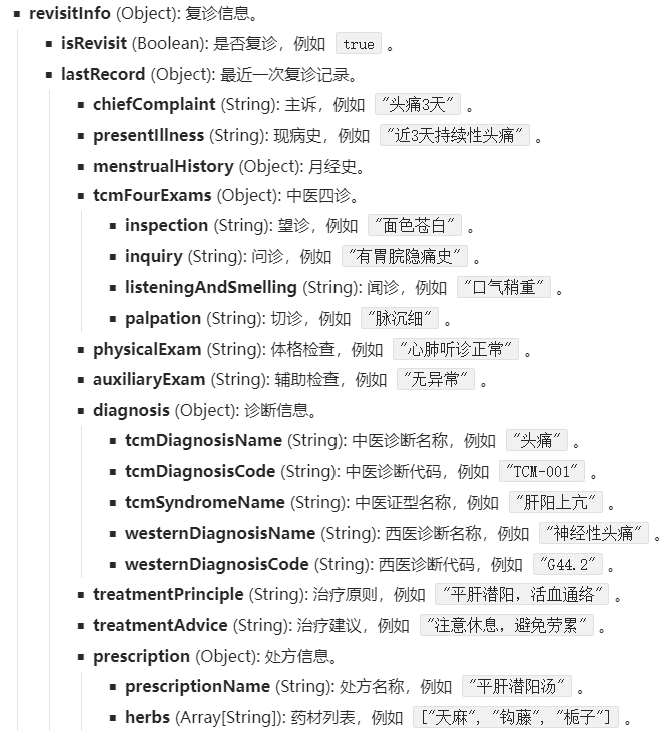 revisitInfo (Object): 复诊信息。
isRevisit (Boolean): 是否复诊，例如 true 。
lastRecord (Object): 最近一次复诊记录。
chiefComplaint (String): 主诉，例如 "头痛3天" 。
presentIllness (String): 现病史，例如 "近3天持续性头痛" 。
menstrualHistory (Object): 月经史。
tcmFourExams (Object): 中医四诊。
inspection (String): 望诊，例如 "面色苍白" 。
inquiry (String): 问诊，例如 "有胃脘隐痛史" 。
listeningAndSmelling (String): 闻诊，例如 "口气稍重" 。
palpation (String): 切诊，例如 "脉沉细" 。
physicalExam (String): 体格检查，例如 "心肺听诊正常" 。
auxiliaryExam (String): 辅助检查，例如 "无异常" 。
diagnosis (Object): 诊断信息。
tcmDiagnosisName (String): 中医诊断名称，例如 "头痛" 。
tcmDiagnosisCode (String): 中医诊断代码，例如 "TCM-001" 。
tcmSyndromeName (String): 中医证型名称，例如 "肝阳上亢" 。
westernDiagnosisName (String): 西医诊断名称，例如 "神经性头痛" 。
westernDiagnosisCode (String): 西医诊断代码，例如 "G44.2" 。
treatmentPrinciple (String): 治疗原则，例如 "平肝潜阳，活血通络" 。
treatmentAdvice (String): 治疗建议，例如 "注意休息，避免劳累" 。
prescription (Object): 处方信息。
prescriptionName (String): 处方名称，例如 "平肝潜阳汤" 。
herbs (Array[String]): 药材列表，例如 ["天麻", "钩藤", "栀子"] 。